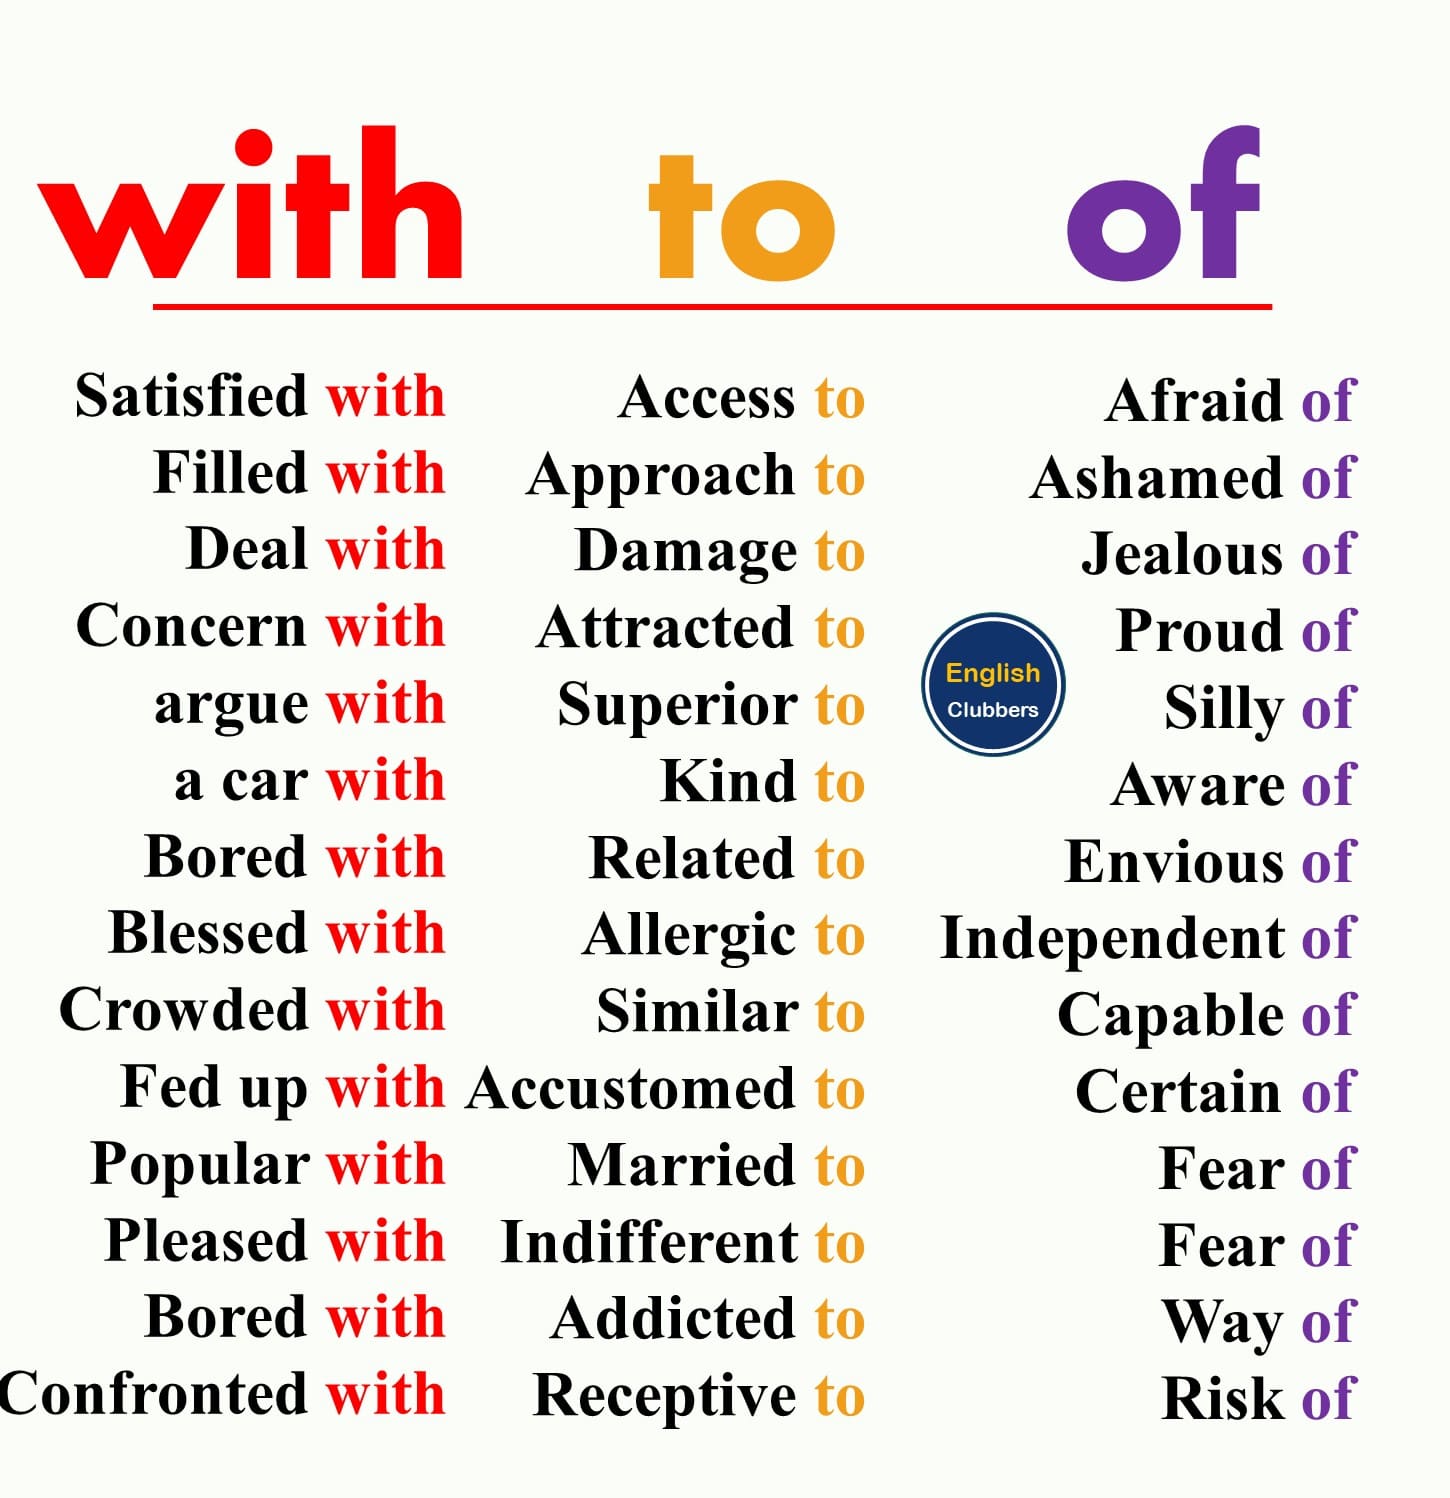 with to of
Satisfied with
Filled with
Deal with
Concern with
argue with
a car with
Bored with
Blessed with
Crowded with
Fed up with
Popular with
Pleased with
Bored with
Confronted with
Access to
Approach to
Damage to
Attracted to
Superior to
Kind to
Related to
Allergic to
Similar to
Accustomed to
Married to
Indifferent to
Addicted to
Receptive to
English
Clubbers
Afraid of
Ashamed of
Jealous of
Proud of
Silly of
Aware of
Envious of
Independent of
Capable of
Certain of
Fear of
Fear of
Way of
Risk of